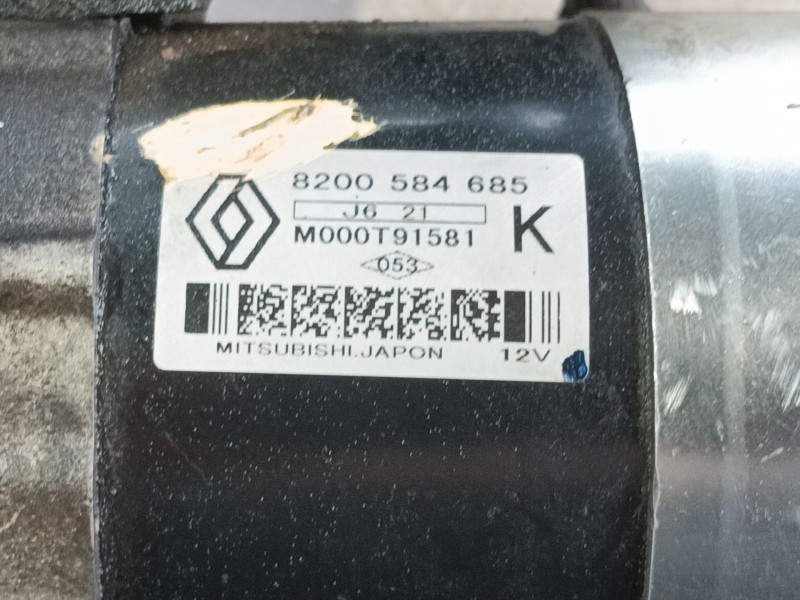 8200 584 685
J6 21
M000T91581 K
053
MITSUBISHI.JAPON 12V